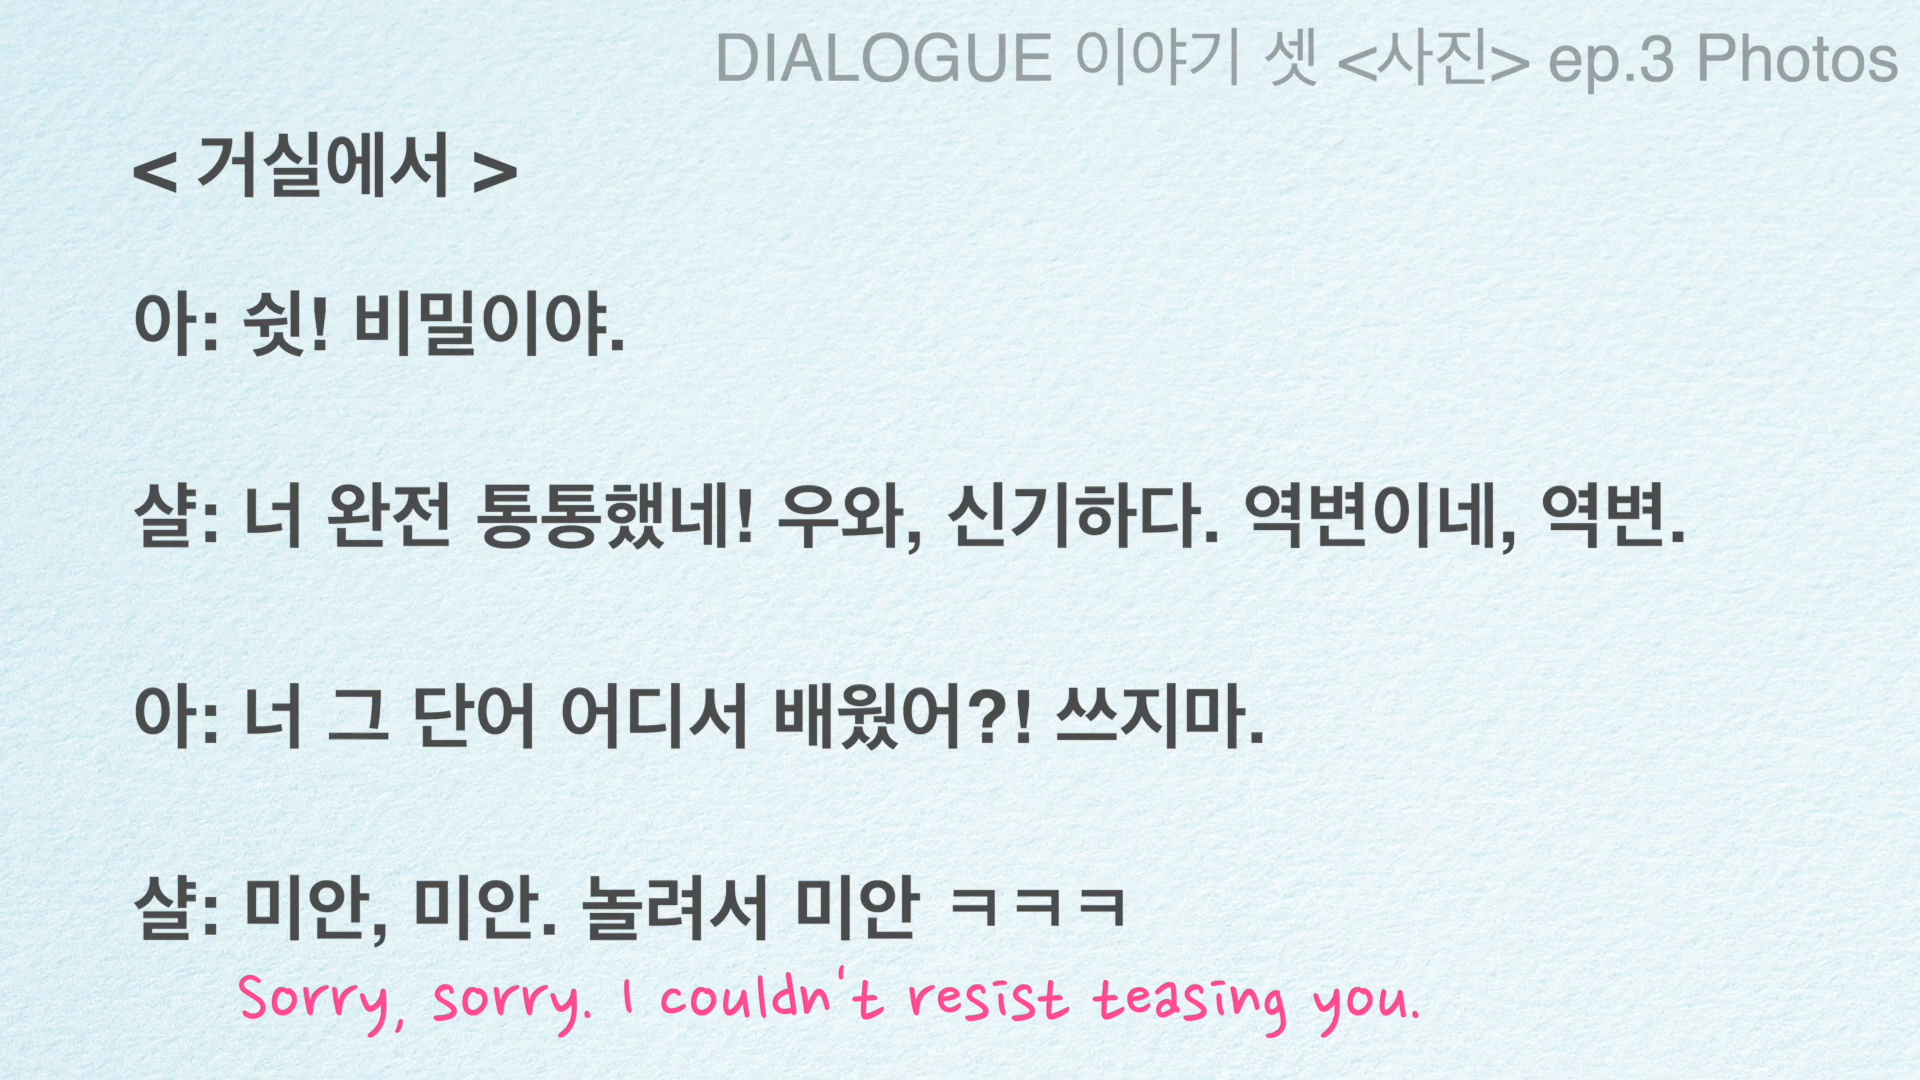 DIALOGUE 이야기 셋 <사진> ep.3 Photos
< 거실에서 >
아: 쉿! 비밀이야.
샬: 너 완전 통통했네! 우와, 신기하다. 역변이네, 역변.
아: 너 그 단어 어디서 배웠어?! 쓰지마.
샬: 미안, 미안. 놀려서 미안 ㅋㅋㅋ
Sorry, sorry. I couldn't resist teasing you.